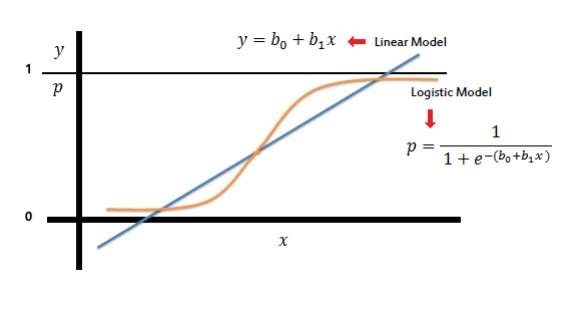 y = b₀ + b₁x Linear Model
y
1
p
Logistic Model
p = 1 / 1 + e^−(b₀+b₁x)
0
x